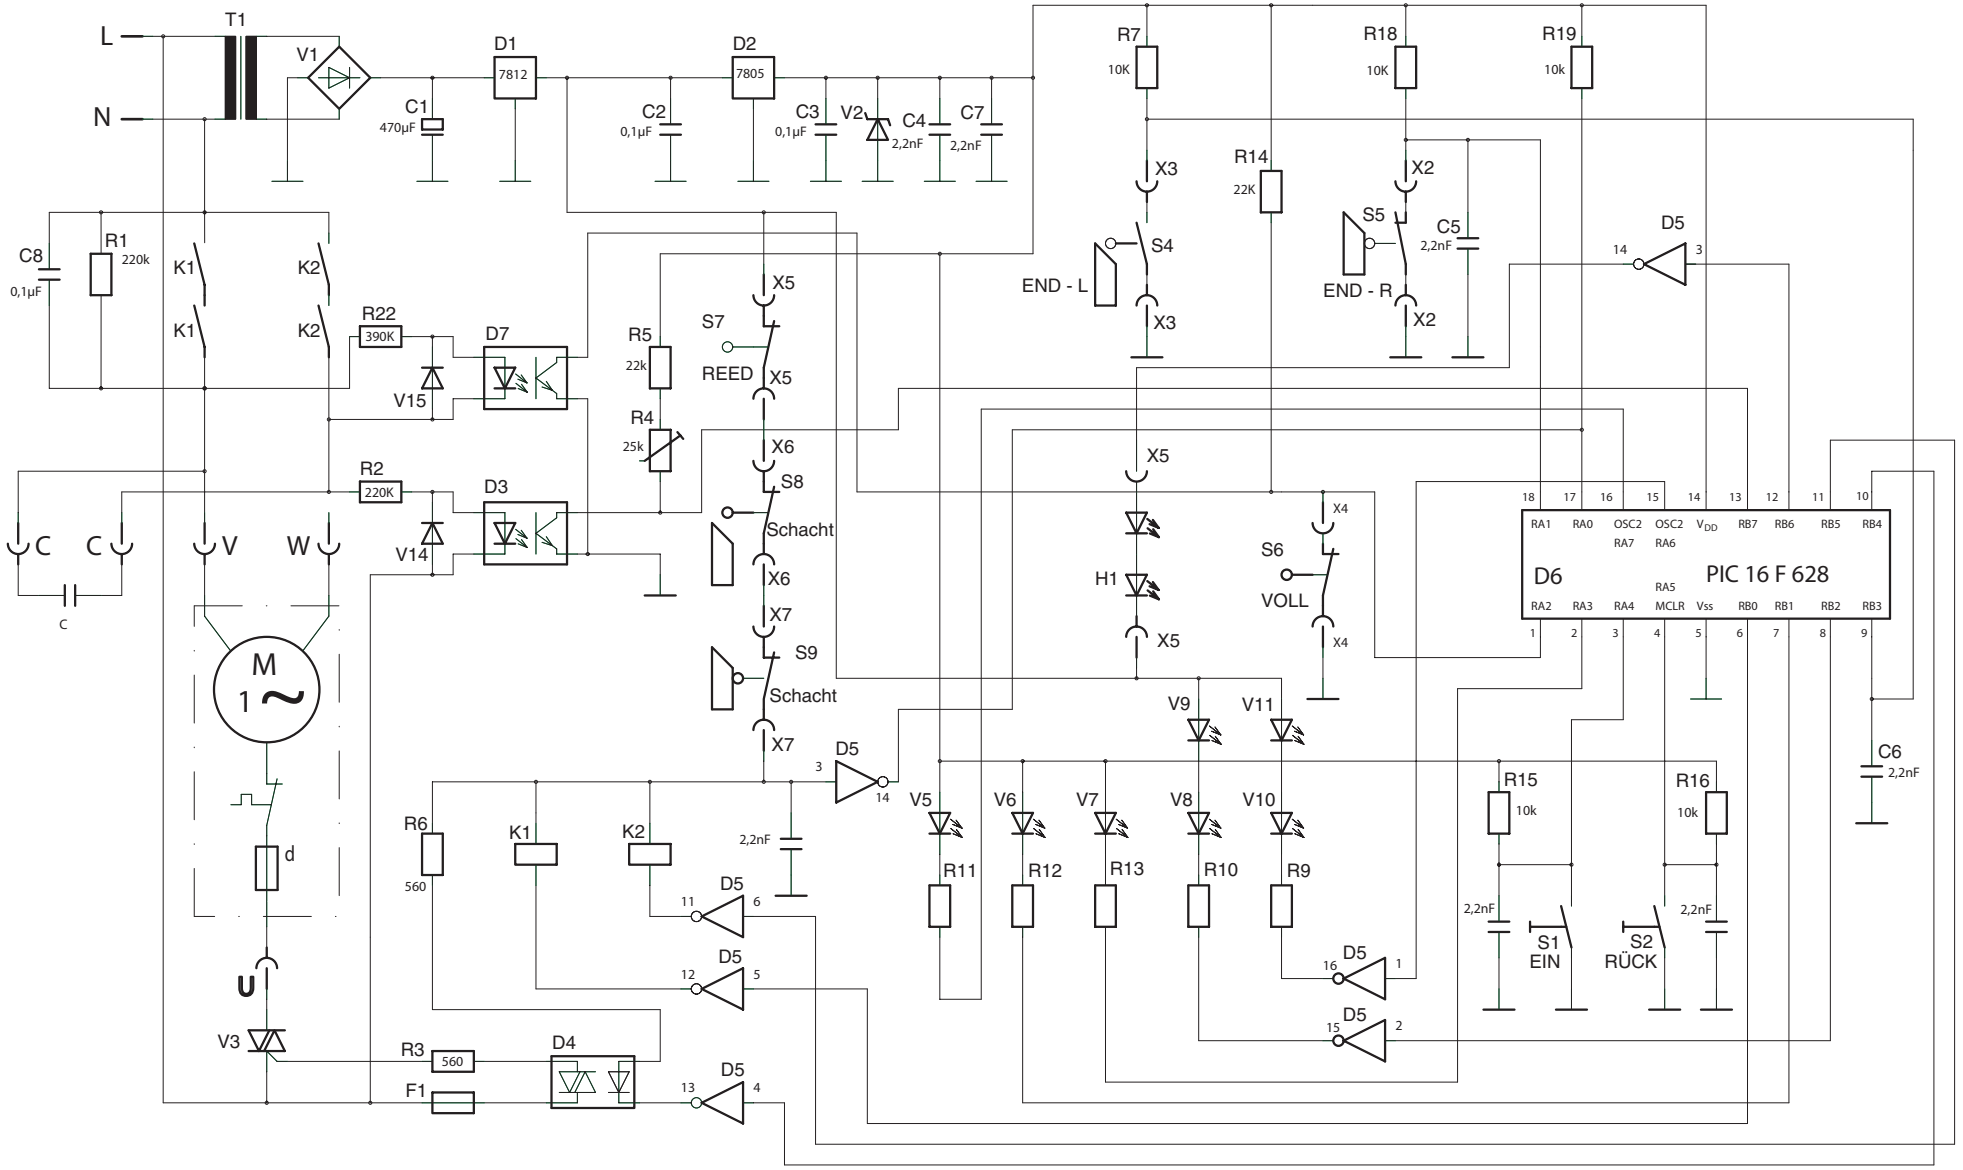 T1
L
N
V1
D1
7812
D2
7805
C1
470µF
C2
0,1µF
C3
0,1µF
V2
C4
2,2nF
C7
2,2nF
R7
10K
R18
10K
R19
10k
R14
22K
X3
S4
END - L
X3
X2
S5
END - R
X2
C5
2,2nF
D5
14
3
C8
0,1µF
R1
220k
K1
K2
K1
K2
R22
390K
D7
V15
R2
220K
D3
V14
R5
22k
R4
25k
X5
S7
REED
X5
X6
S8
Schacht
X6
X7
S9
Schacht
X7
X5
H1
X5
X4
S6
VOLL
X4
C
C
V
W
C
M
1 ~
d
U
V3
18
17
16
15
14
13
12
11
10
RA1
RA0
OSC2
OSC2
VDD
RB7
RB6
RB5
RB4
RA7
RA6
D6
PIC 16 F 628
RA5
RA2
RA3
RA4
MCLR
Vss
RB0
RB1
RB2
RB3
1
2
3
4
5
6
7
8
9
V9
V11
D5
3
14
V5
V6
V7
V8
V10
R11
R12
R13
R10
R9
R6
560
K1
K2
2,2nF
D5
11
6
D5
12
5
R3
560
F1
D4
D5
13
4
D5
16
1
D5
15
2
R15
10k
R16
10k
2,2nF
S1
EIN
S2
RÜCK
2,2nF
C6
2,2nF